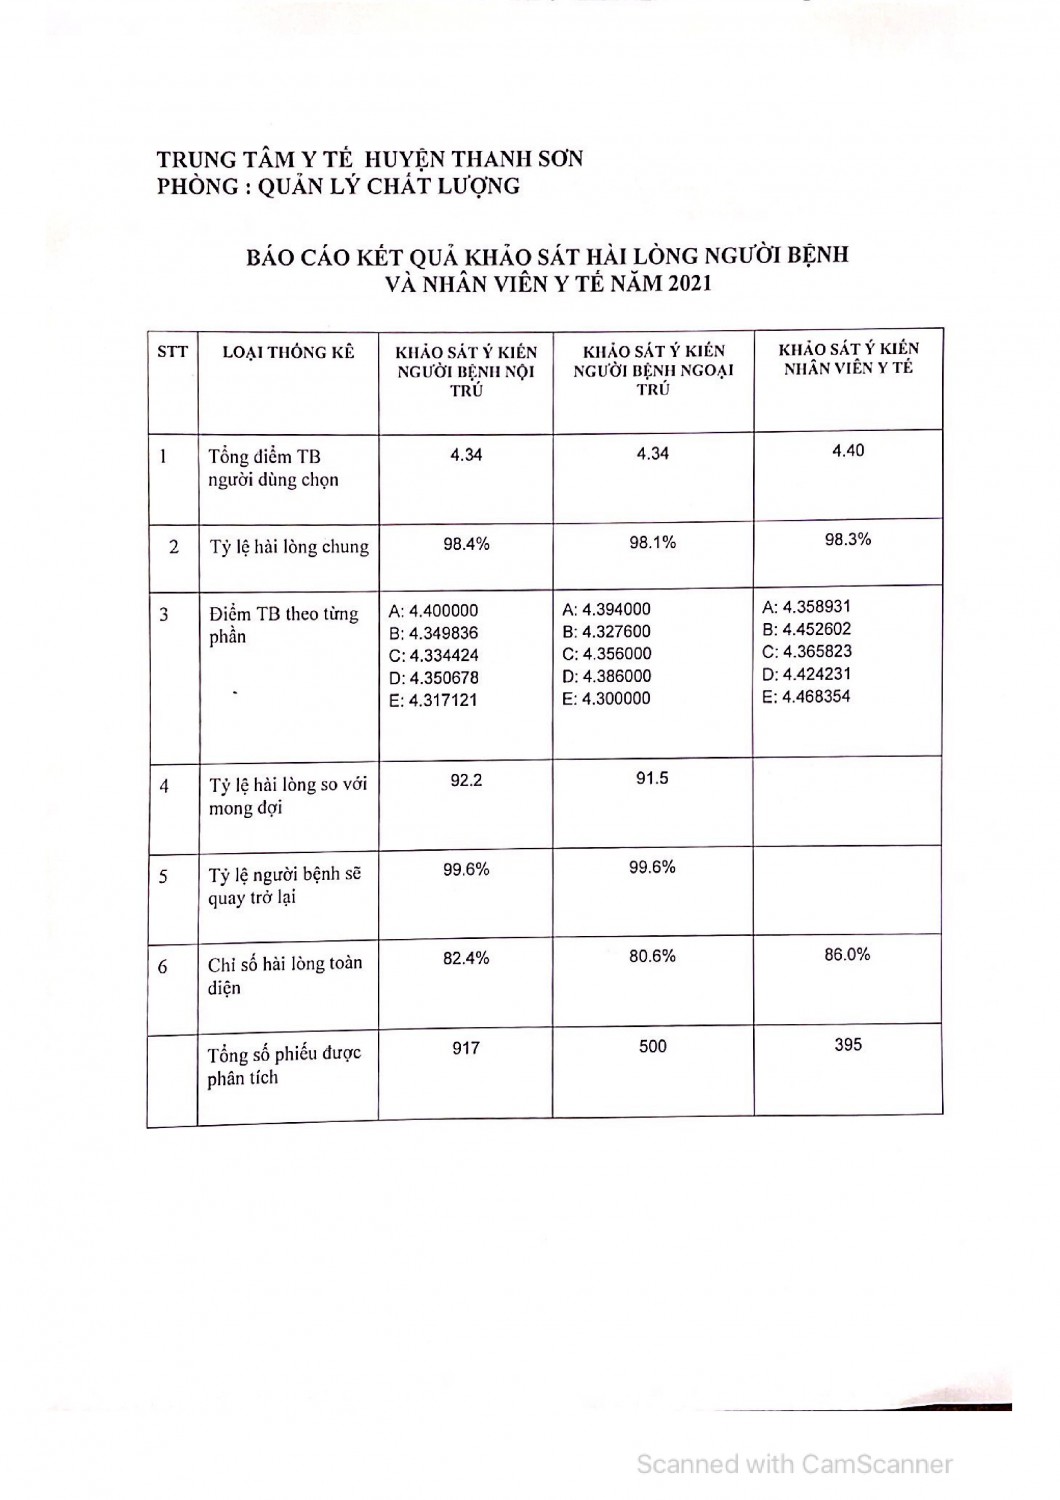 TRUNG TÂM Y TẾ HUYỆN THANH SƠN
PHÒNG : QUẢN LÝ CHẤT LƯỢNG
BÁO CÁO KẾT QUẢ KHẢO SÁT HÀI LÒNG NGƯỜI BỆNH
VÀ NHÂN VIÊN Y TẾ NĂM 2021
STT LOẠI THỐNG KÊ KHẢO SÁT Ý KIẾN KHẢO SÁT Ý KIẾN KHẢO SÁT Ý KIẾN
NGƯỜI BỆNH NỘI NGƯỜI BỆNH NGOẠI NHÂN VIÊN Y TẾ
TRÚ TRÚ
1 Tổng điểm TB 4.34 4.34 4.40
người dùng chọn
2 Tỷ lệ hài lòng chung 98.4% 98.1% 98.3%
3 Điểm TB theo từng A: 4.400000 A: 4.394000 A: 4.358931
phần B: 4.349836 B: 4.327600 B: 4.452602
C: 4.334424 C: 4.356000 C: 4.365823
D: 4.350678 D: 4.386000 D: 4.424231
E: 4.317121 E: 4.300000 E: 4.468354
4 Tỷ lệ hài lòng so với 92.2 91.5
mong đợi
5 Tỷ lệ người bệnh sẽ 99.6% 99.6%
quay trở lại
6 Chỉ số hài lòng toàn 82.4% 80.6% 86.0%
diện
Tổng số phiếu được 917 500 395
phân tích
Scanned with CamScanner